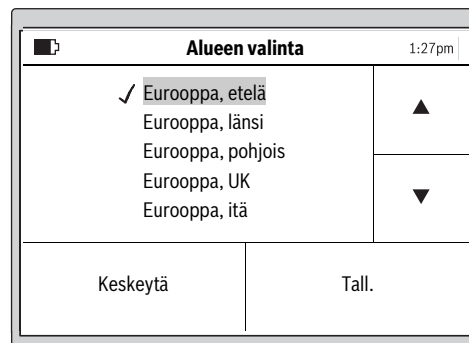 Alueen valinta 1:27pm
✓ Eurooppa, etelä
Eurooppa, länsi
Eurooppa, pohjois
Eurooppa, UK
Eurooppa, itä
Keskeytä Tall.